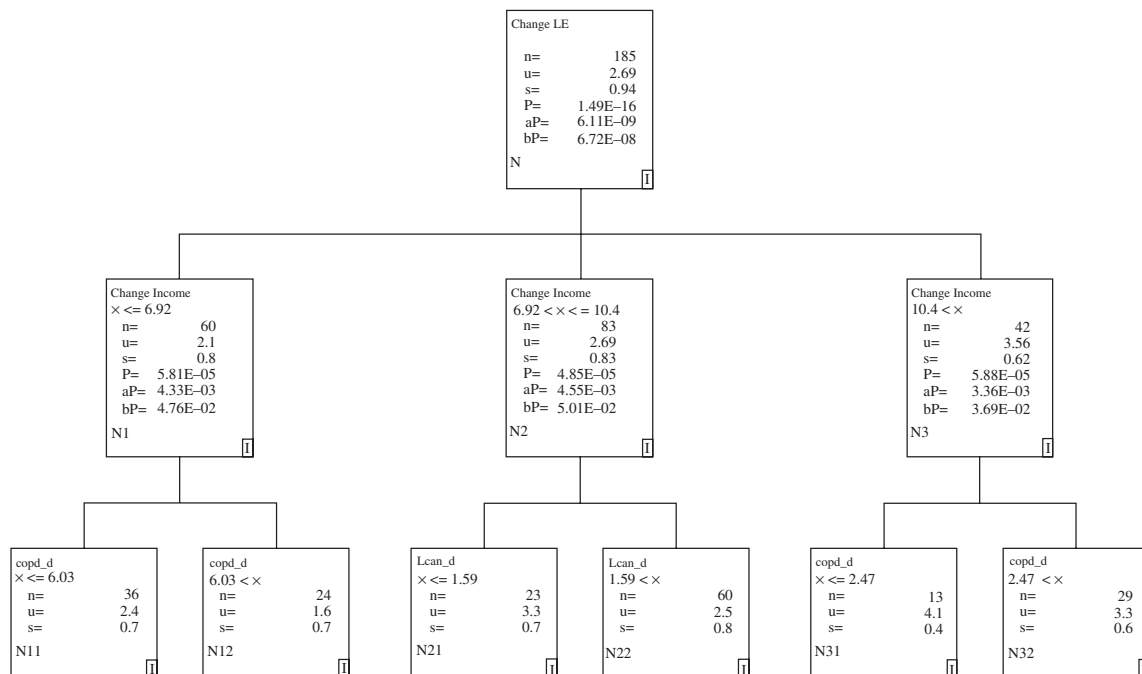 Change LE
n= 185
u= 2.69
s= 0.94
P= 1.49E–16
aP= 6.11E–09
bP= 6.72E–08
N
I
Change Income
× <= 6.92
n= 60
u= 2.1
s= 0.8
P= 5.81E–05
aP= 4.33E–03
bP= 4.76E–02
N1
I
Change Income
6.92 < × < = 10.4
n= 83
u= 2.69
s= 0.83
P= 4.85E–05
aP= 4.55E–03
bP= 5.01E–02
N2
I
Change Income
10.4 < ×
n= 42
u= 3.56
s= 0.62
P= 5.88E–05
aP= 3.36E–03
bP= 3.69E–02
N3
I
copd_d
× <= 6.03
n= 36
u= 2.4
s= 0.7
N11
I
copd_d
6.03 < ×
n= 24
u= 1.6
s= 0.7
N12
I
Lcan_d
× <= 1.59
n= 23
u= 3.3
s= 0.7
N21
I
Lcan_d
1.59 < ×
n= 60
u= 2.5
s= 0.8
N22
I
copd_d
× <= 2.47
n= 13
u= 4.1
s= 0.4
N31
I
copd_d
2.47 < ×
n= 29
u= 3.3
s= 0.6
N32
I